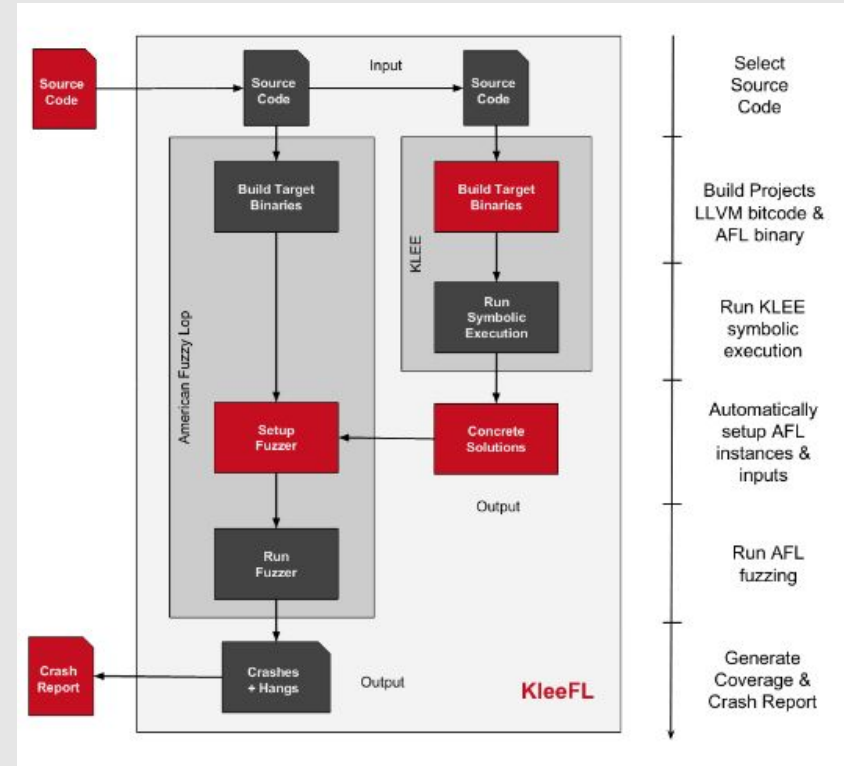 Source
Code
Source
Code
Input
Source
Code
Select
Source
Code
American Fuzzy Lop
Build Target
Binaries
KLEE
Build Target
Binaries
Build Projects
LLVM bitcode &
AFL binary
Run
Symbolic
Execution
Run KLEE
symbolic
execution
Setup
Fuzzer
Concrete
Solutions
Output
Automatically
setup AFL
instances &
inputs
Run
Fuzzer
Run AFL
fuzzing
Crash
Report
Crashes
+ Hangs
Output
KleeFL
Generate
Coverage &
Crash Report